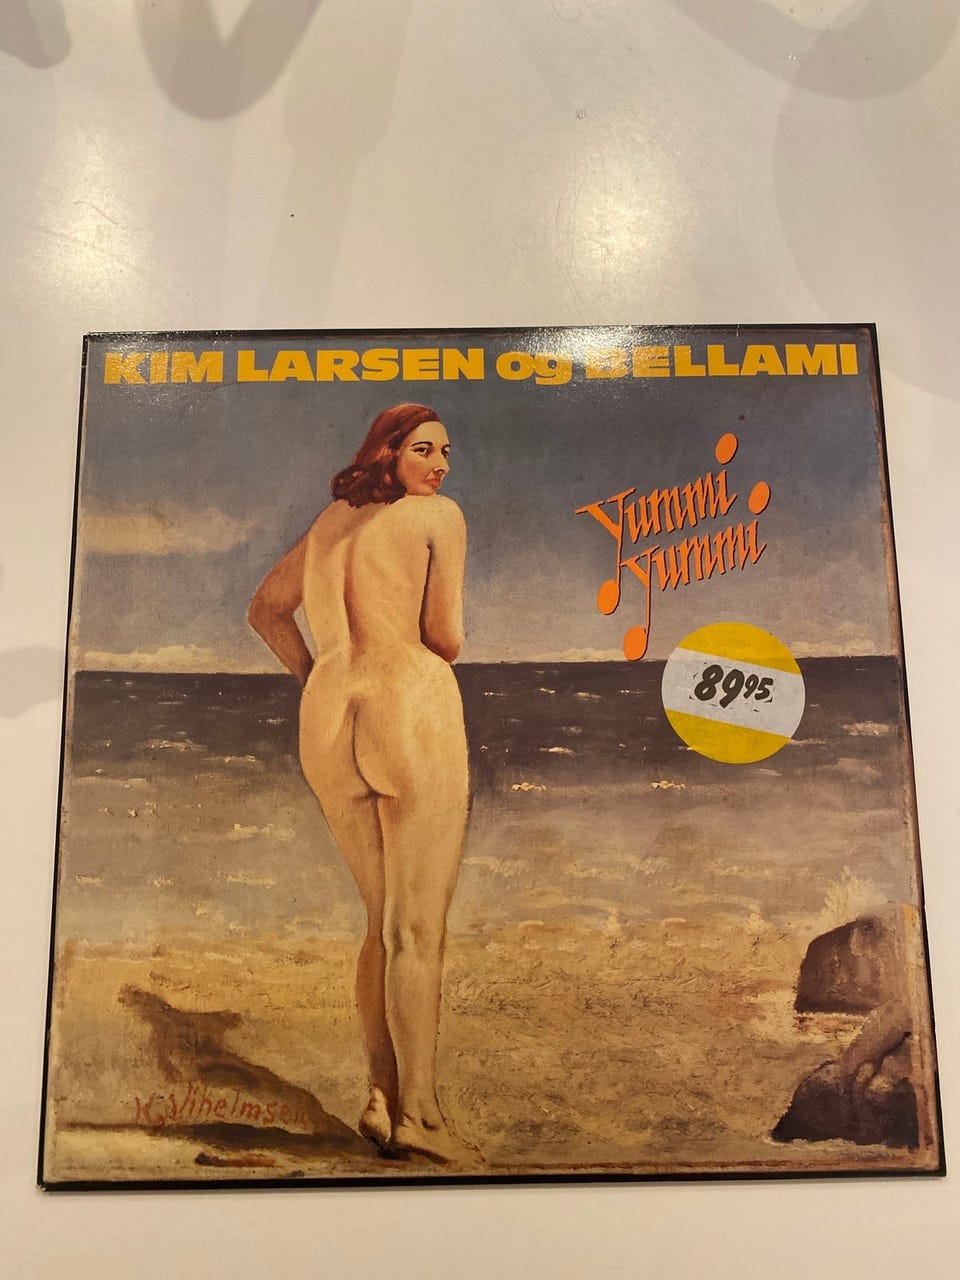 KIM LARSEN og BELLAMI
Yummi
Yummi
8995
K. Vilhelmsen